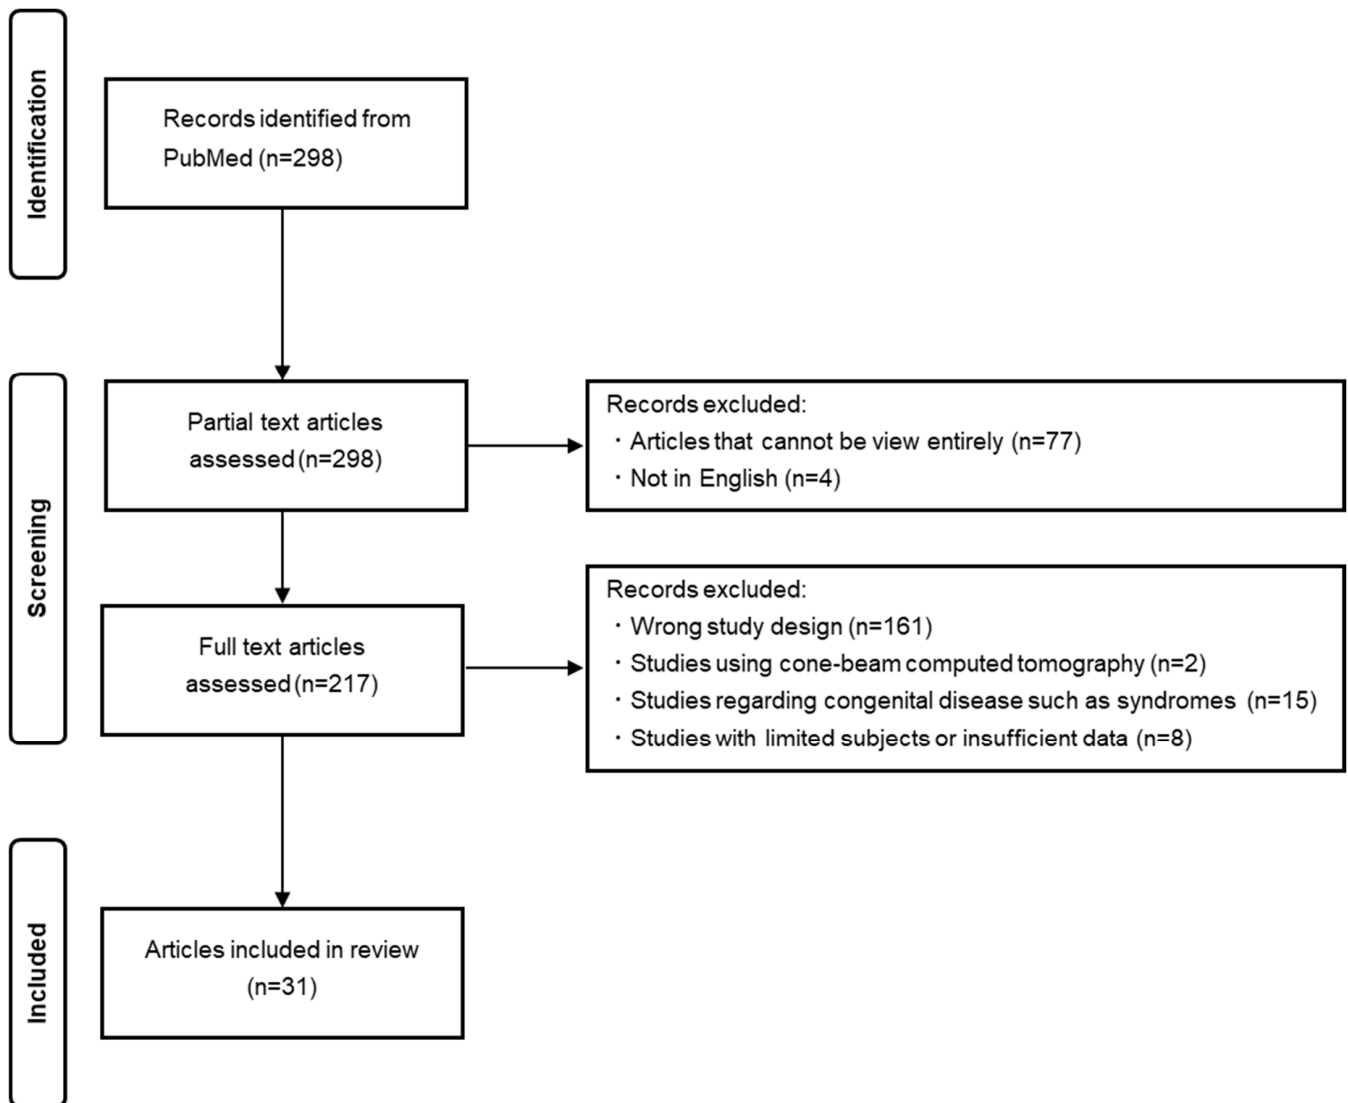 Identification
Records identified from
PubMed (n=298)
Screening
Partial text articles
assessed (n=298)
Records excluded:
・Articles that cannot be view entirely (n=77)
・Not in English (n=4)
Full text articles
assessed (n=217)
Records excluded:
・Wrong study design (n=161)
・Studies using cone-beam computed tomography (n=2)
・Studies regarding congenital disease such as syndromes (n=15)
・Studies with limited subjects or insufficient data (n=8)
Included
Articles included in review
(n=31)